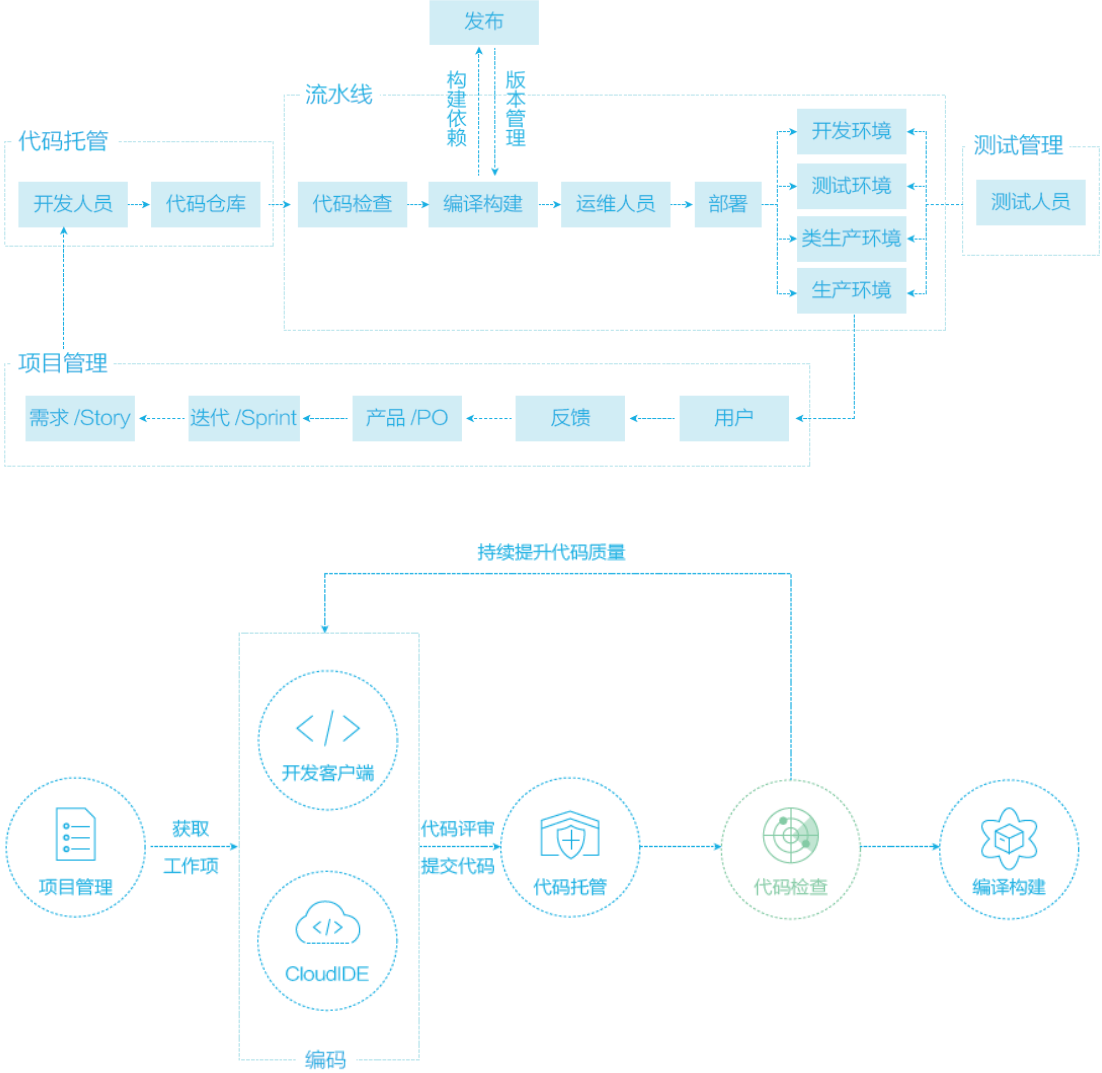 发布
构建依赖
版本管理
流水线
代码托管
开发人员
代码仓库
代码检查
编译构建
运维人员
部署
开发环境
测试环境
类生产环境
生产环境
测试管理
测试人员
项目管理
需求 /Story
迭代 /Sprint
产品 /PO
反馈
用户
持续提升代码质量
项目管理
获取
工作项
</>
开发客户端
</>
CloudIDE
编码
代码评审
提交代码
代码托管
代码检查
编译构建